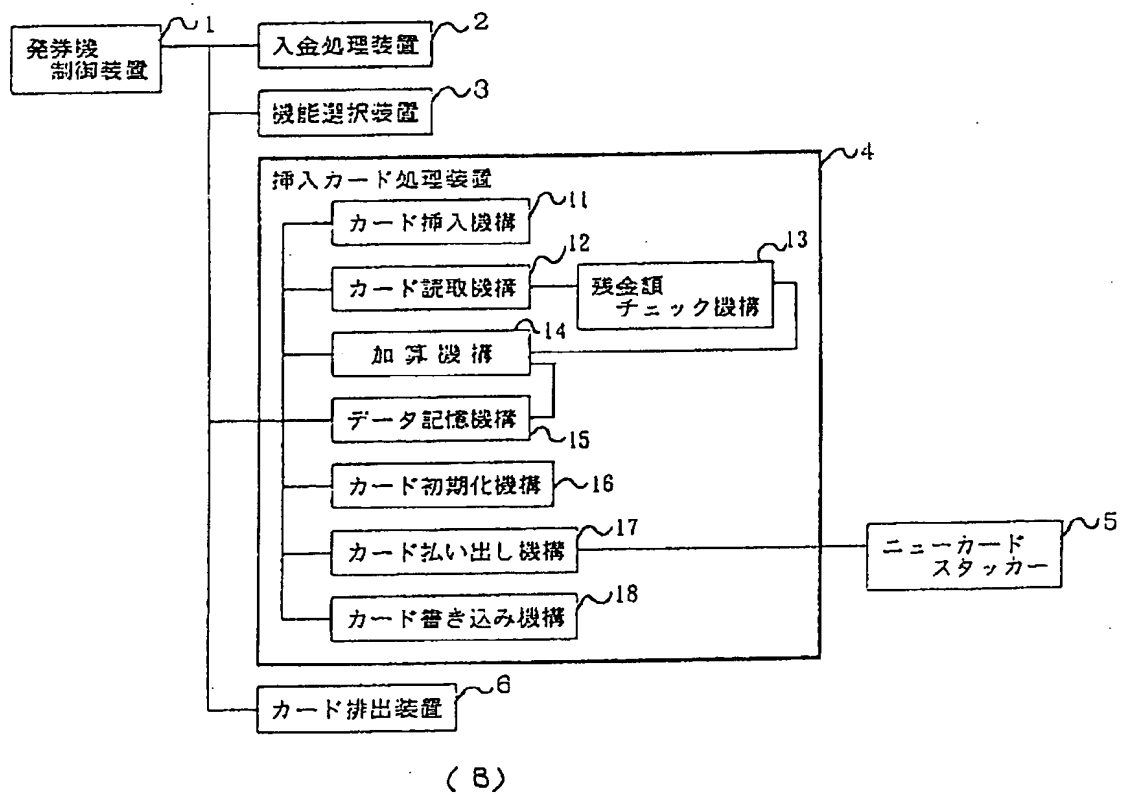 発券機
制御装置
1
入金処理装置
2
機能選択装置
3
挿入カード処理装置
4
カード挿入機構
11
カード読取機構
12
残金額
チェック機構
13
加算機構
14
データ記憶機構
15
カード初期化機構
16
カード払い出し機構
17
ニューカード
スタッカー
5
カード書き込み機構
18
カード排出装置
6
(B)